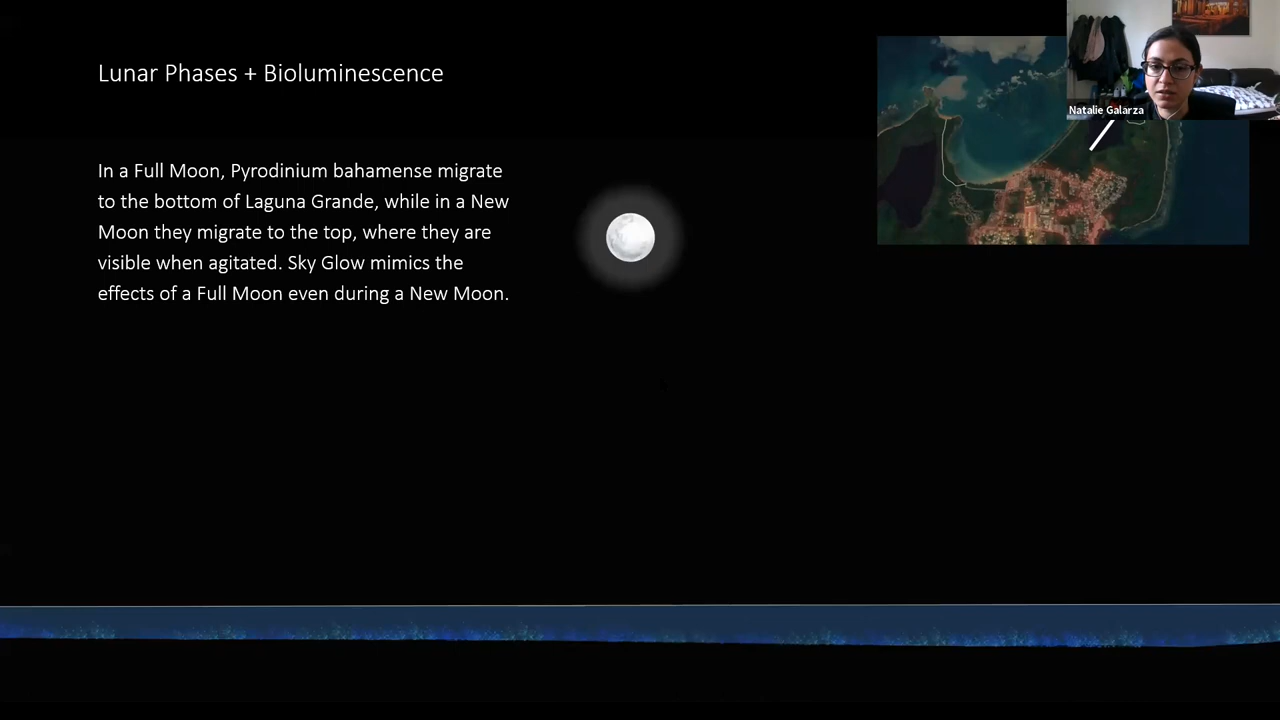 Lunar Phases + Bioluminescence
Natalie Galarza
In a Full Moon, Pyrodinium bahamense migrate
to the bottom of Laguna Grande, while in a New
Moon they migrate to the top, where they are
visible when agitated. Sky Glow mimics the
effects of a Full Moon even during a New Moon.